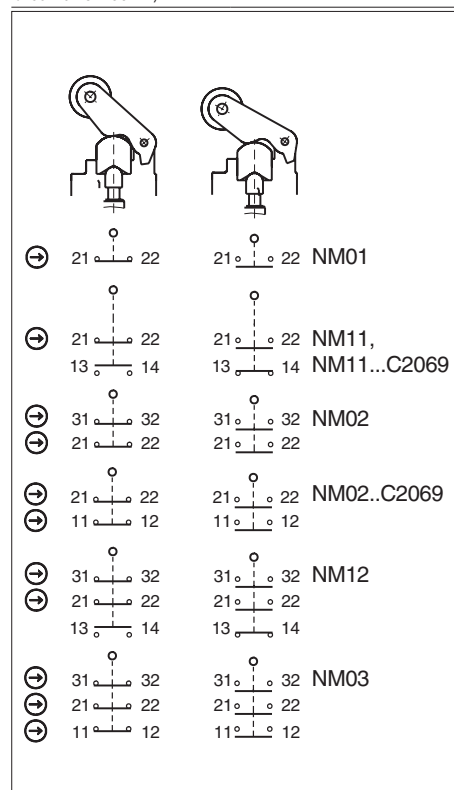 21 22 21 22 NM01
21 22 21 22 NM11,
13 14 13 14 NM11...C2069
31 32 31 32 NM02
21 22 21 22
21 22 21 22 NM02..C2069
11 12 11 12
31 32 31 32 NM12
21 22 21 22
13 14 13 14
31 32 31 32 NM03
21 22 21 22
11 12 11 12